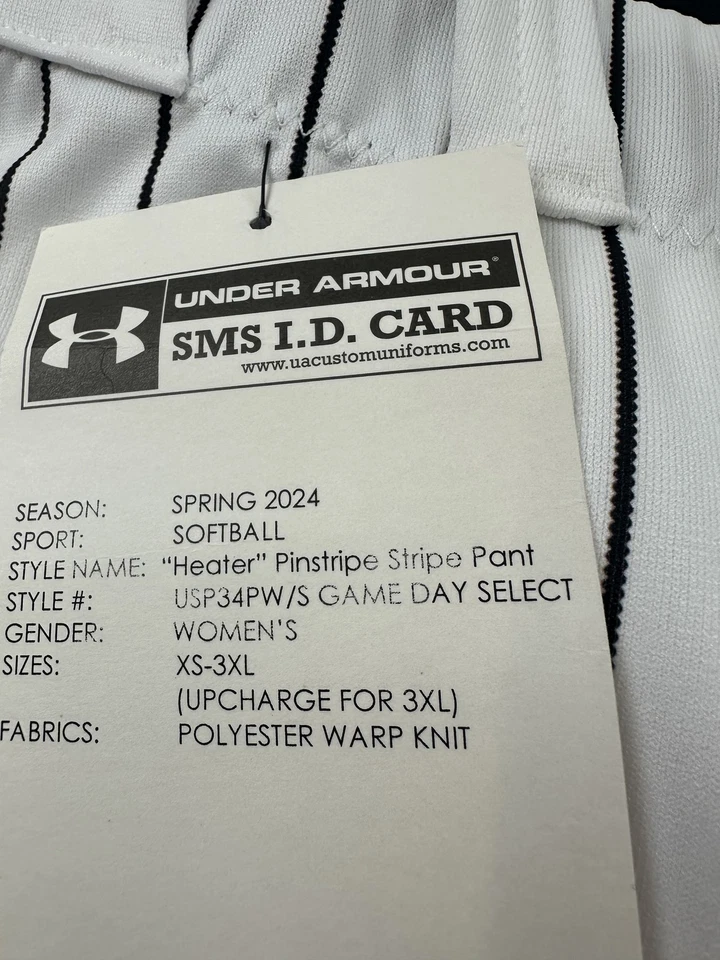 UNDER ARMOUR®
SMS I.D. CARD
www.uacustomuniforms.com
SEASON: SPRING 2024
SPORT: SOFTBALL
STYLE NAME: “Heater” Pinstripe Stripe Pant
STYLE #: USP34PW/S GAME DAY SELECT
GENDER: WOMEN'S
SIZES: XS-3XL
(UPCHARGE FOR 3XL)
FABRICS: POLYESTER WARP KNIT